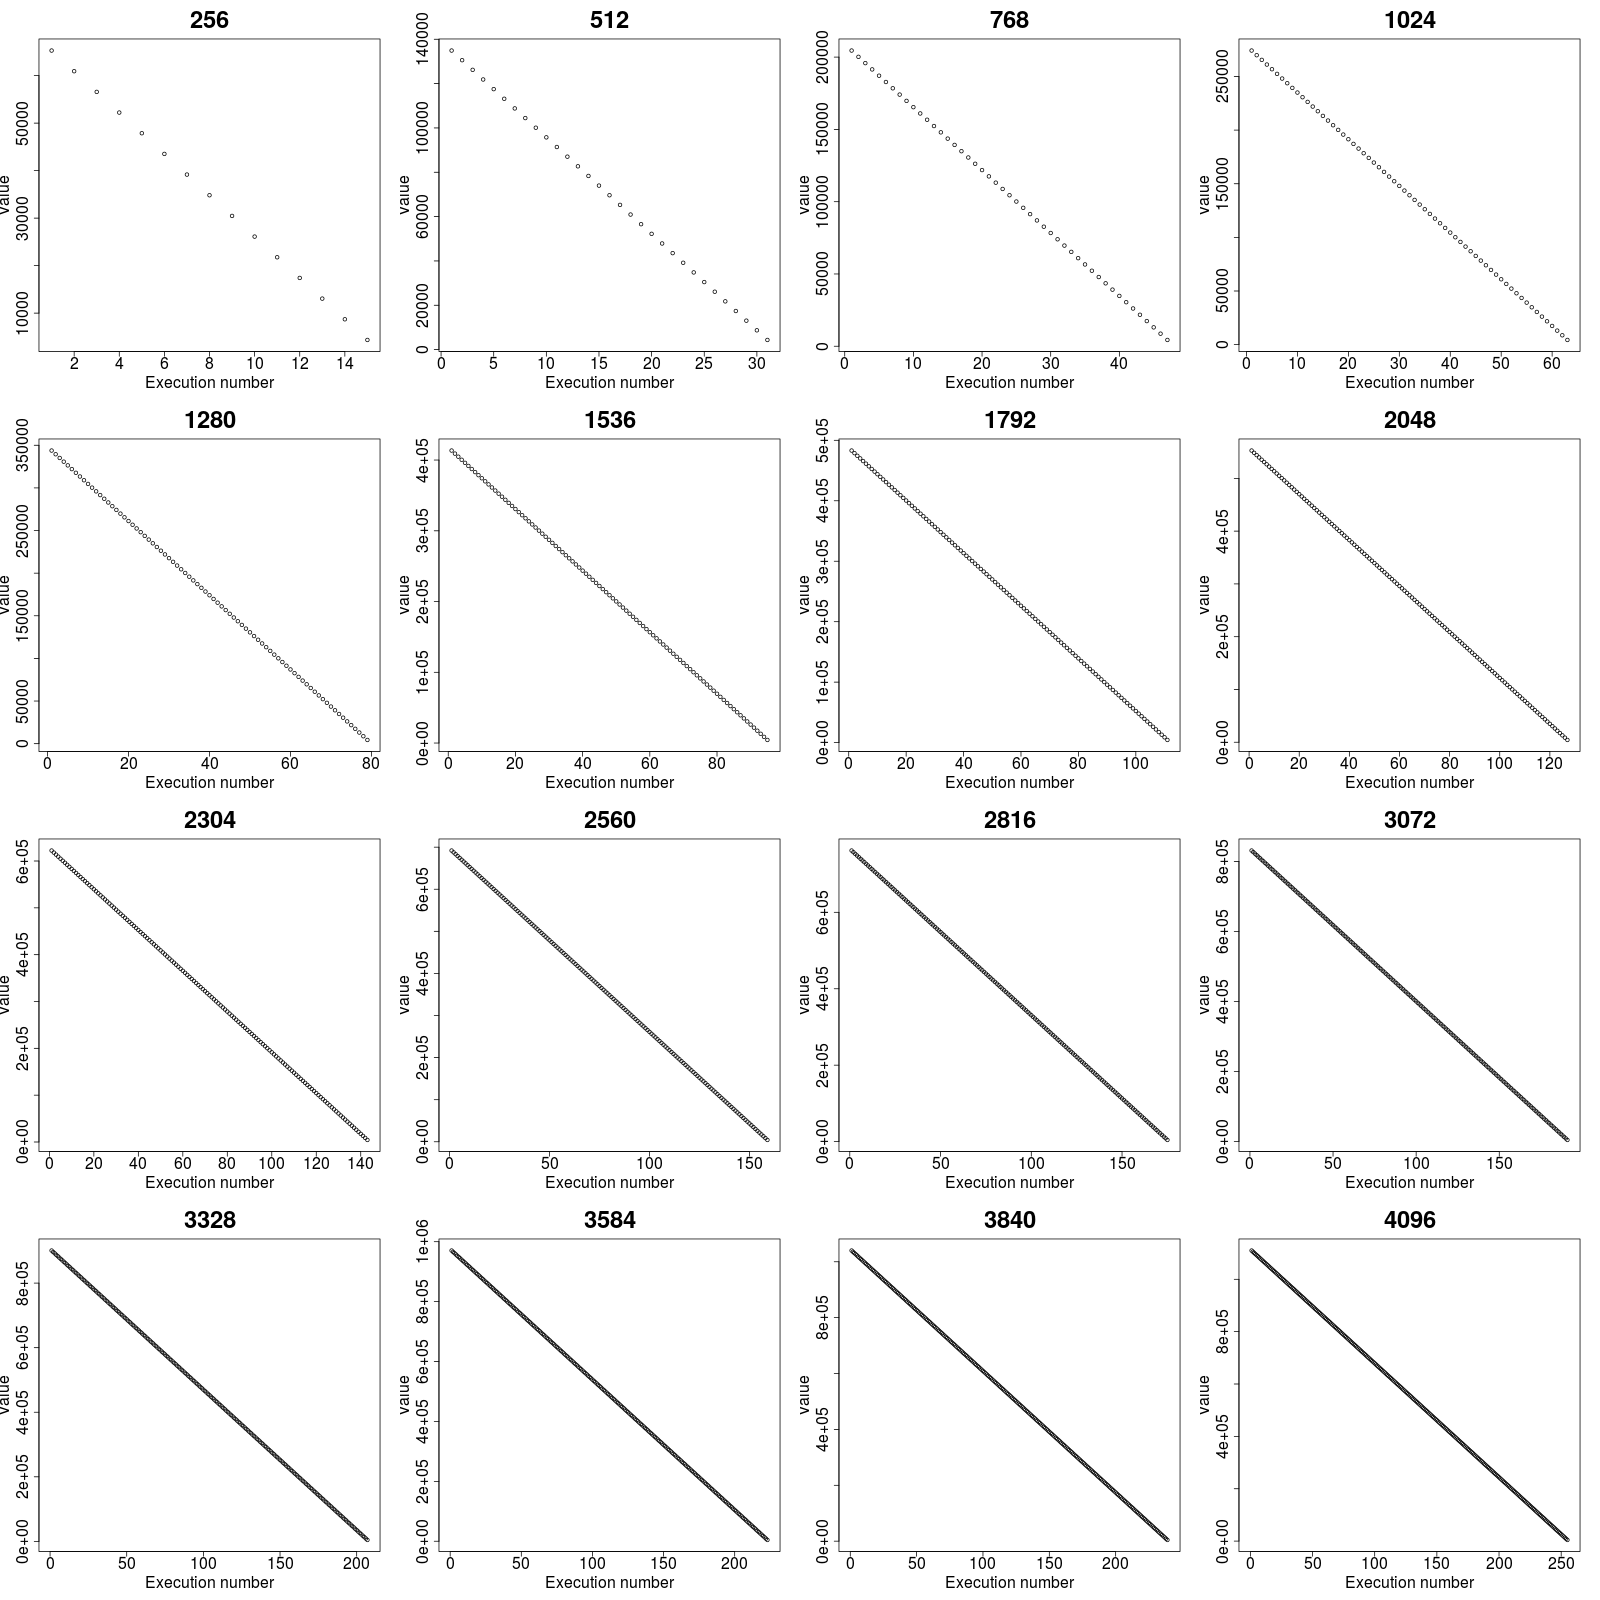 256
value
10000 30000 50000
2 4 6 8 10 12 14
Execution number
512
value
0 20000 60000 100000 140000
0 5 10 15 20 25 30
Execution number
768
value
0 50000 100000 150000 200000
0 10 20 30 40
Execution number
1024
value
0 50000 150000 250000
0 10 20 30 40 50 60
Execution number
1280
value
0 50000 150000 250000 350000
0 20 40 60 80
Execution number
1536
value
0e+00 1e+05 2e+05 3e+05 4e+05
0 20 40 60 80
Execution number
1792
value
0e+00 1e+05 2e+05 3e+05 4e+05 5e+05
0 20 40 60 80 100
Execution number
2048
value
0e+00 2e+05 4e+05
0 20 40 60 80 100 120
Execution number
2304
value
0e+00 2e+05 4e+05 6e+05
0 20 40 60 80 100 120 140
Execution number
2560
value
0e+00 2e+05 4e+05 6e+05
0 50 100 150
Execution number
2816
value
0e+00 2e+05 4e+05 6e+05
0 50 100 150
Execution number
3072
value
0e+00 2e+05 4e+05 6e+05 8e+05
0 50 100 150
Execution number
3328
value
0e+00 2e+05 4e+05 6e+05 8e+05
0 50 100 150 200
Execution number
3584
value
0e+00 2e+05 4e+05 6e+05 8e+05 1e+06
0 50 100 150 200
Execution number
3840
value
0e+00 4e+05 8e+05
0 50 100 150 200
Execution number
4096
value
0e+00 4e+05 8e+05
0 50 100 150 200 250
Execution number